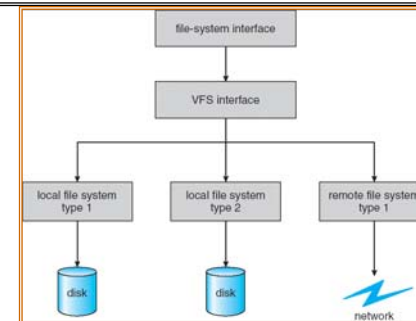 file-system interface
VFS interface
local file system
type 1
local file system
type 2
remote file system
type 1
disk
disk
network